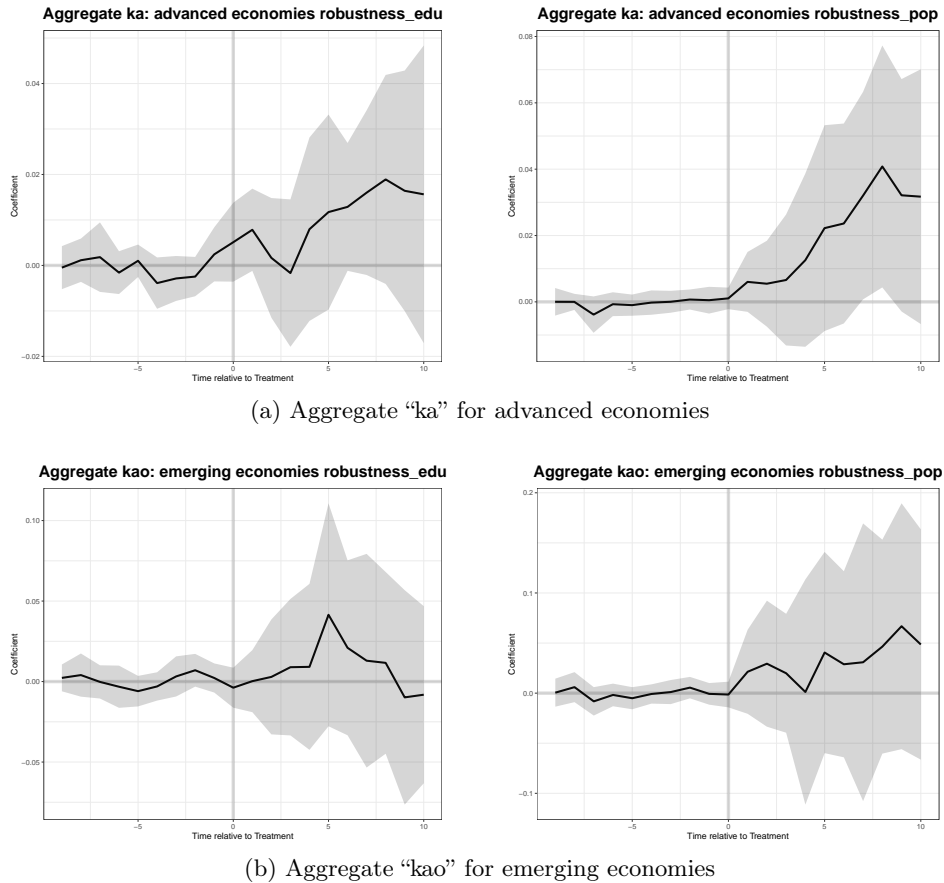 Aggregate ka: advanced economies robustness_edu
Aggregate ka: advanced economies robustness_pop
Coefficient
0.04
0.02
0.00
−0.02
−5
0
5
10
Time relative to Treatment
Coefficient
0.08
0.06
0.04
0.02
0.00
−5
0
5
10
Time relative to Treatment
(a) Aggregate “ka” for advanced economies
Aggregate kao: emerging economies robustness_edu
Aggregate kao: emerging economies robustness_pop
Coefficient
0.10
0.05
0.00
−0.05
−5
0
5
10
Time relative to Treatment
Coefficient
0.2
0.1
0.0
−0.1
−5
0
5
10
Time relative to Treatment
(b) Aggregate “kao” for emerging economies